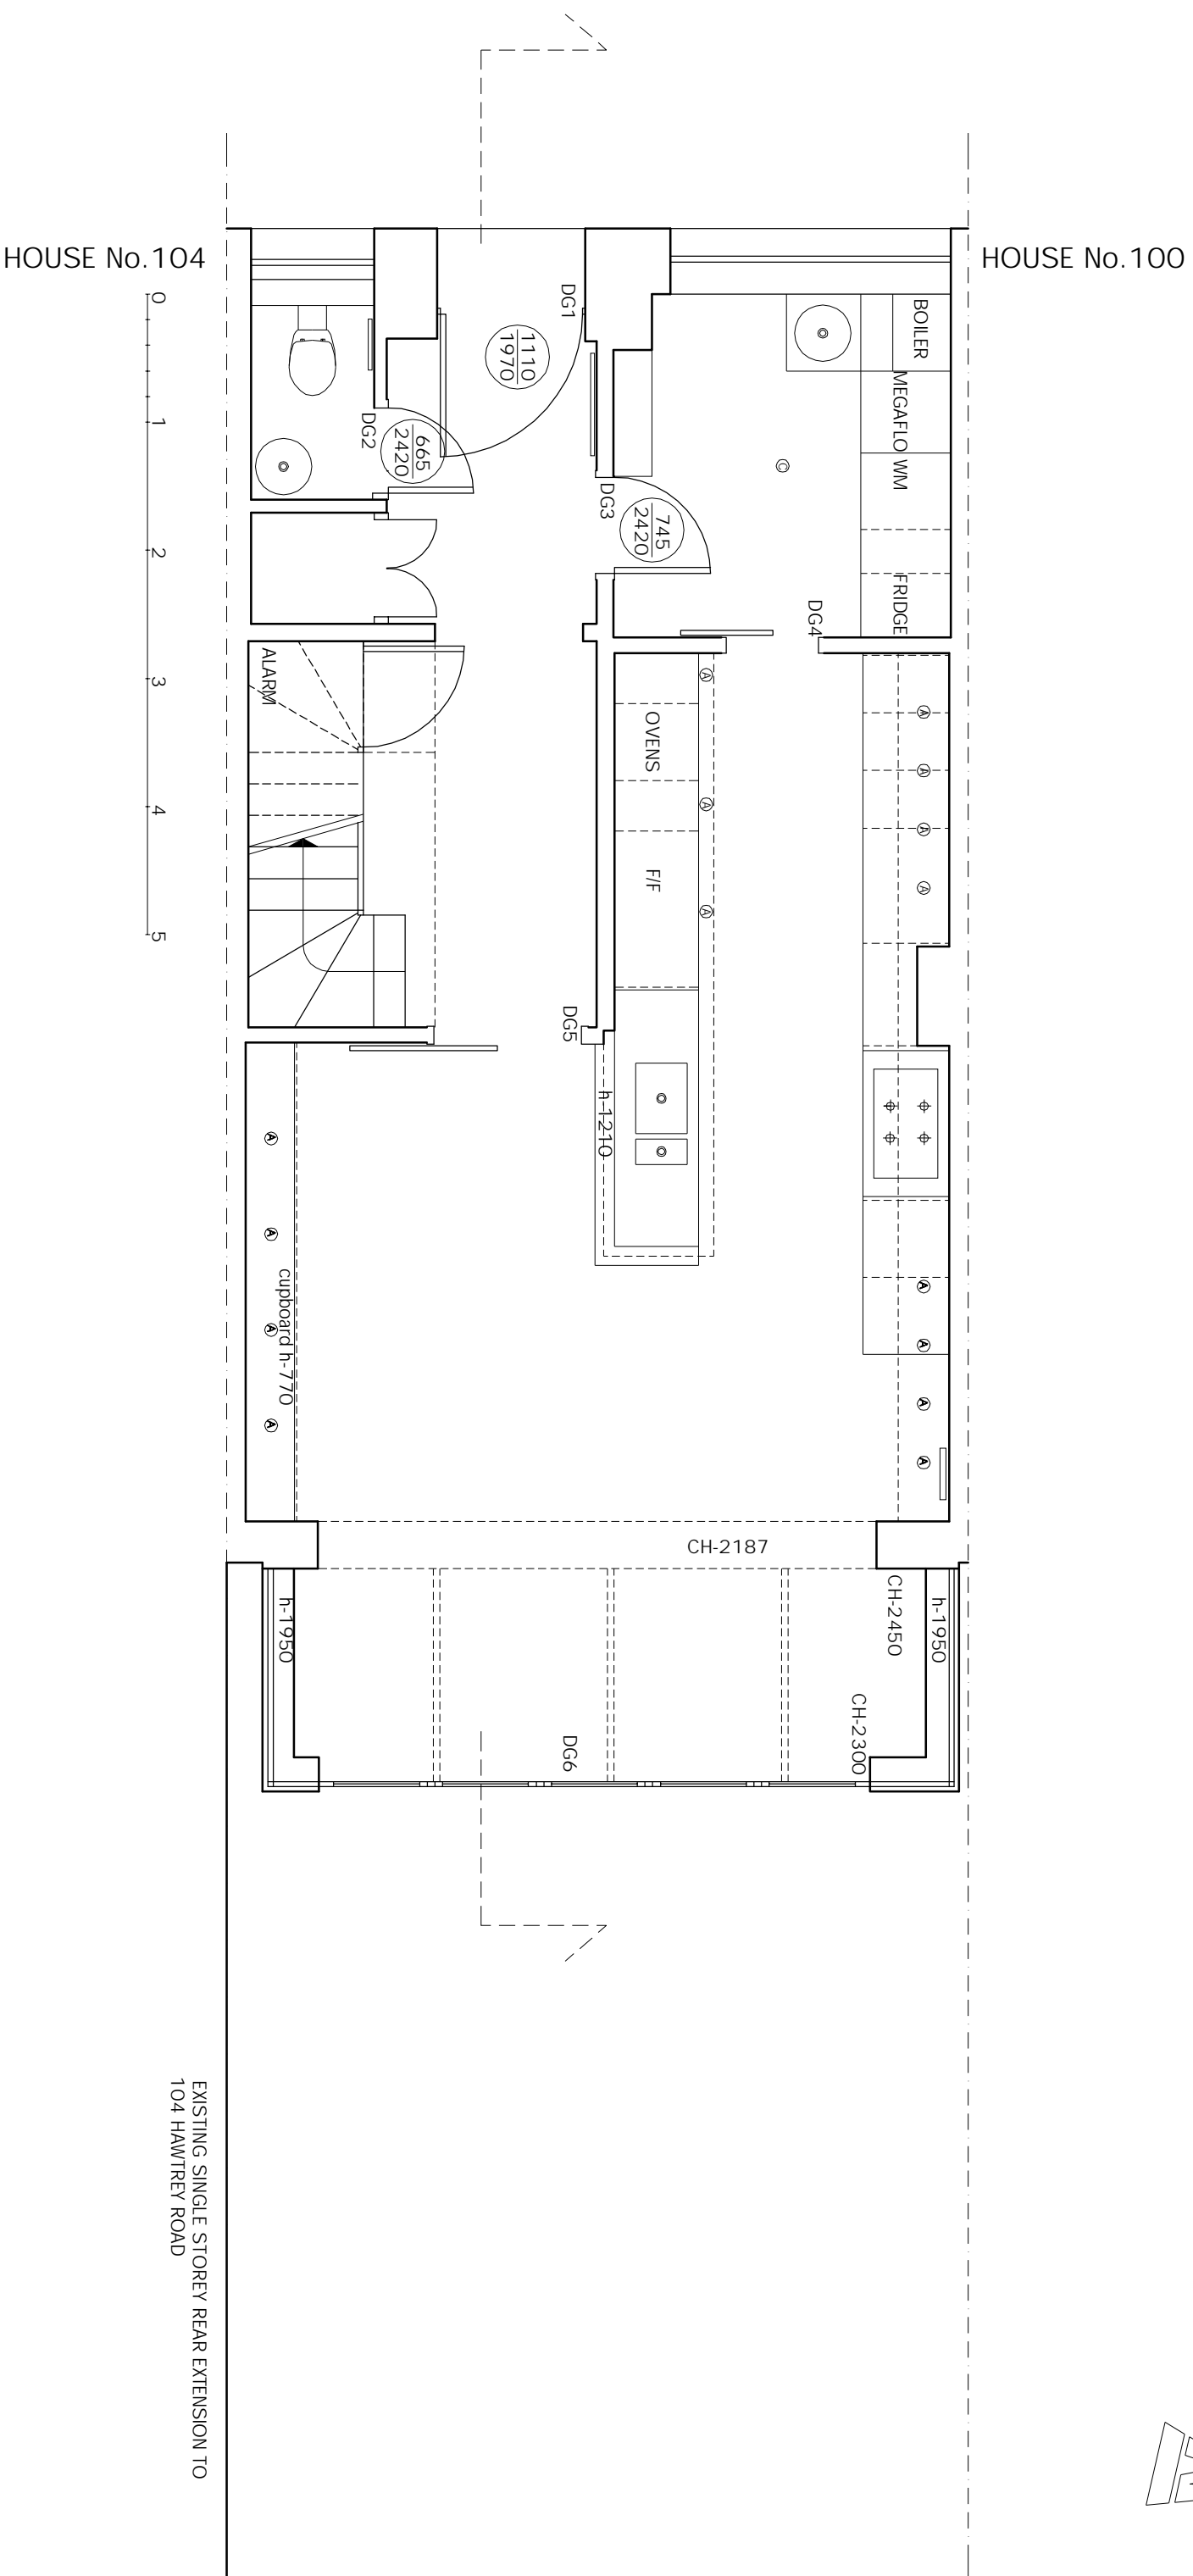 HOUSE No.104
HOUSE No.100
0
1
2
3
4
5
DG1
1110
1970
BOILER
MEGAFLO
WM
FRIDGE
C
DG2
665
2420
DG3
745
2420
DG4
ALARM
OVENS
F/F
A
A
A
A
A
A
A
DG5
h-1210
A
A
A
A
cupboard h-770
A
A
A
A
CH-2187
CH-2450
h-1950
h-1950
CH-2300
DG6
EXISTING SINGLE STOREY REAR EXTENSION TO
104 HAWTREY ROAD